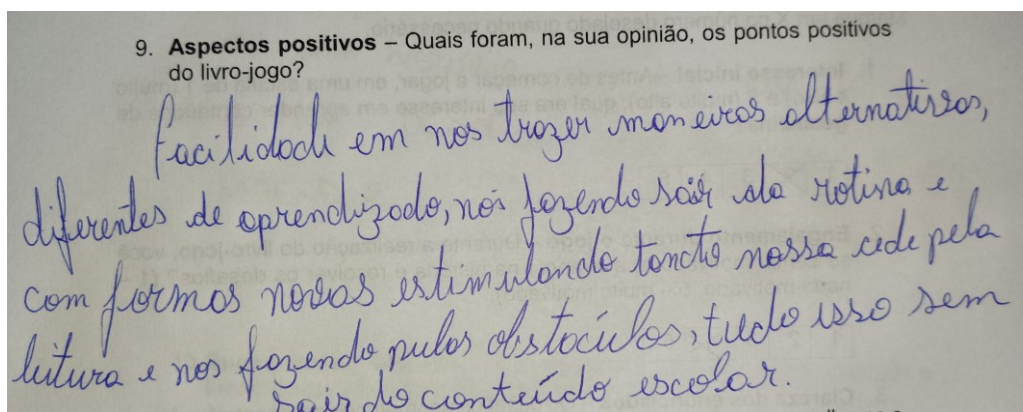 9. Aspectos positivos – Quais foram, na sua opinião, os pontos positivos
do livro-jogo?
Facilidade em nos trazer maneiras alternativas,
diferentes de aprendizado, nos fazendo sair da rotina e
com formas novas estimulando tanto nossa cede pela
leitura e nos fazendo pular obstacúlos, tudo isso sem
sair do conteúdo escolar.